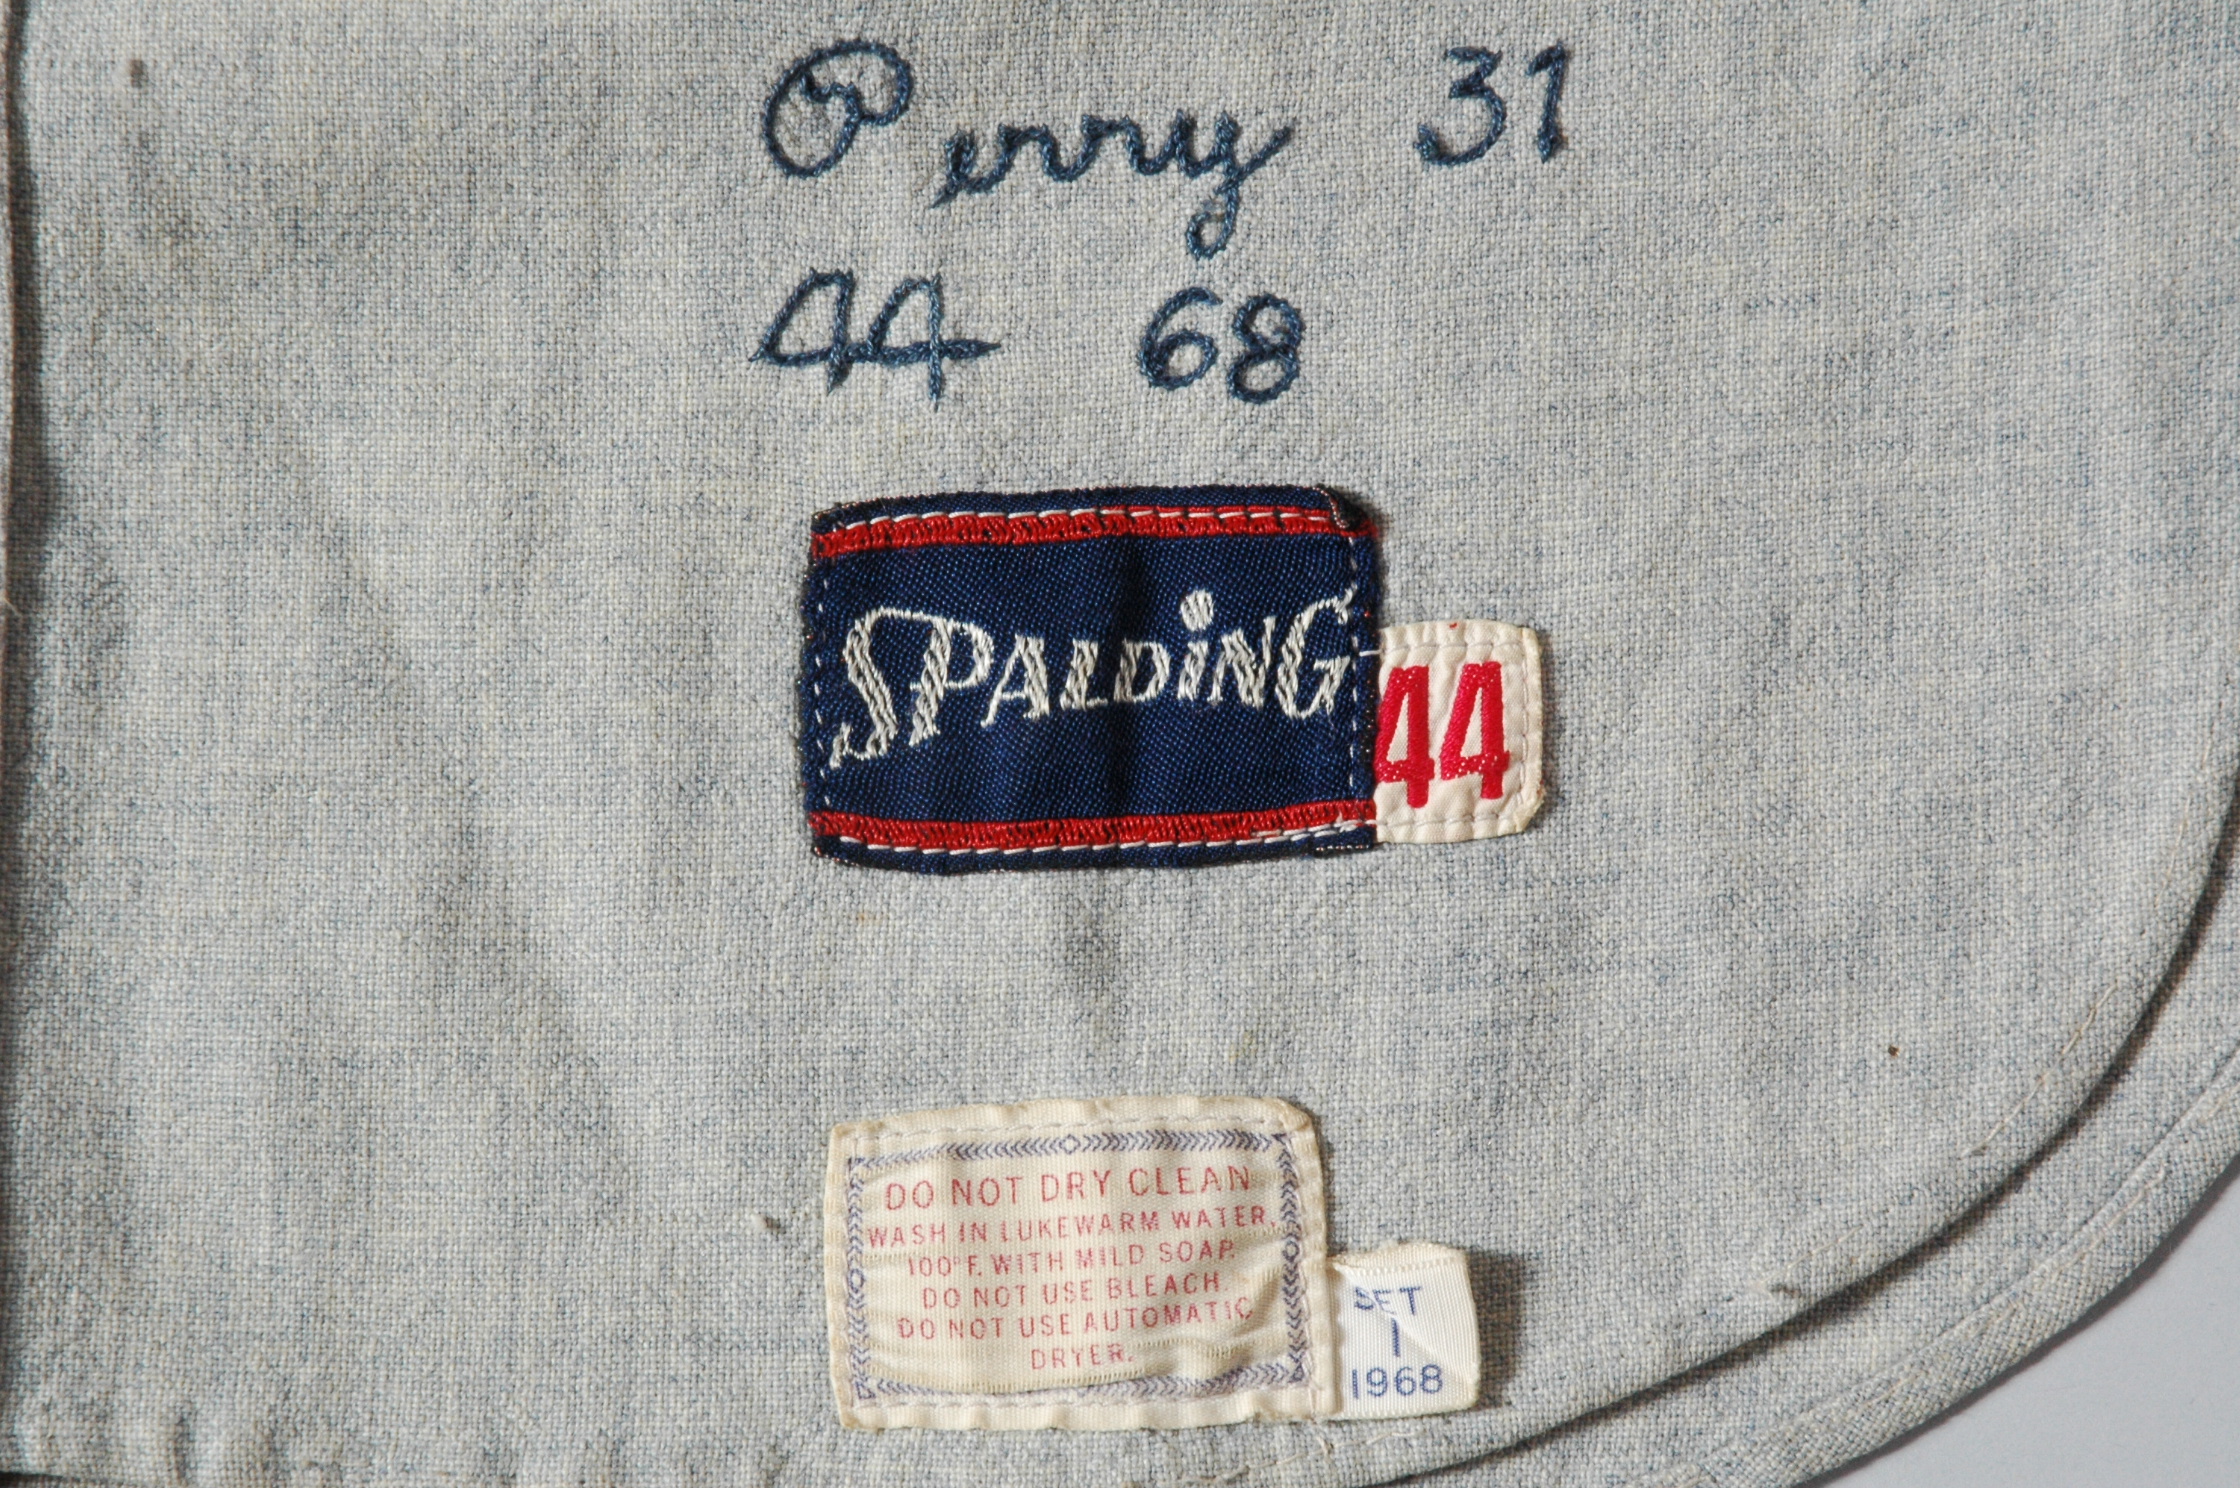 Perry 31
44 68
SPALDiNG
44
DO NOT DRY CLEAN
WASH IN LUKEWARM WATER,
100°F. WITH MILD SOAP.
DO NOT USE BLEACH.
DO NOT USE AUTOMATIC
DRYER.
SET
1
1968